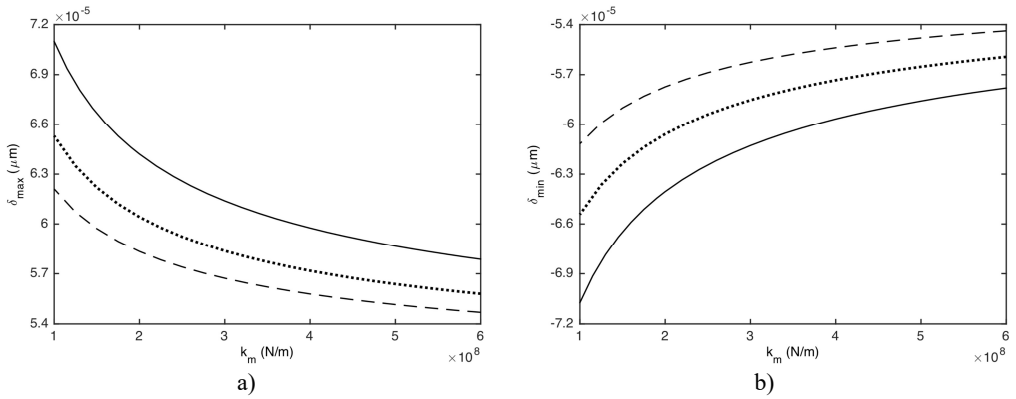 ×10⁻⁵
7.2
6.9
6.6
6.3
6
5.7
5.4
δmax (μm)
1 2 3 4 5 6
km (N/m)
×10⁸
a)
×10⁻⁵
-5.4
-5.7
-6
-6.3
-6.6
-6.9
-7.2
δmin (μm)
1 2 3 4 5 6
km (N/m)
×10⁸
b)